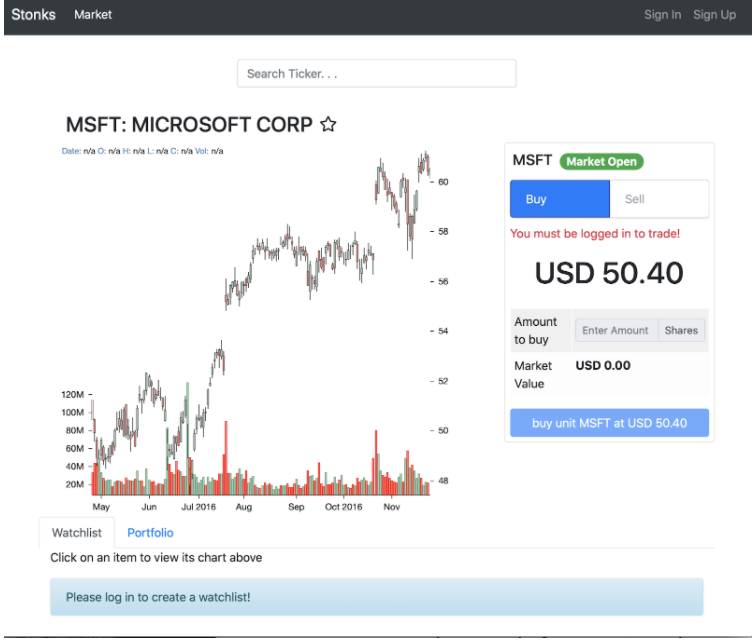 Stonks Market Sign In Sign Up
Search Ticker. . .
MSFT: MICROSOFT CORP
Date: n/a O: n/a H: n/a L: n/a C: n/a Vol: n/a
60
58
56
54
52
50
48
120M
100M
80M
60M
40M
20M
May Jun Jul 2016 Aug Sep Oct 2016 Nov
MSFT Market Open
Buy Sell
You must be logged in to trade!
USD 50.40
Amount
to buy
Enter Amount Shares
Market
Value
USD 0.00
buy unit MSFT at USD 50.40
Watchlist Portfolio
Click on an item to view its chart above
Please log in to create a watchlist!